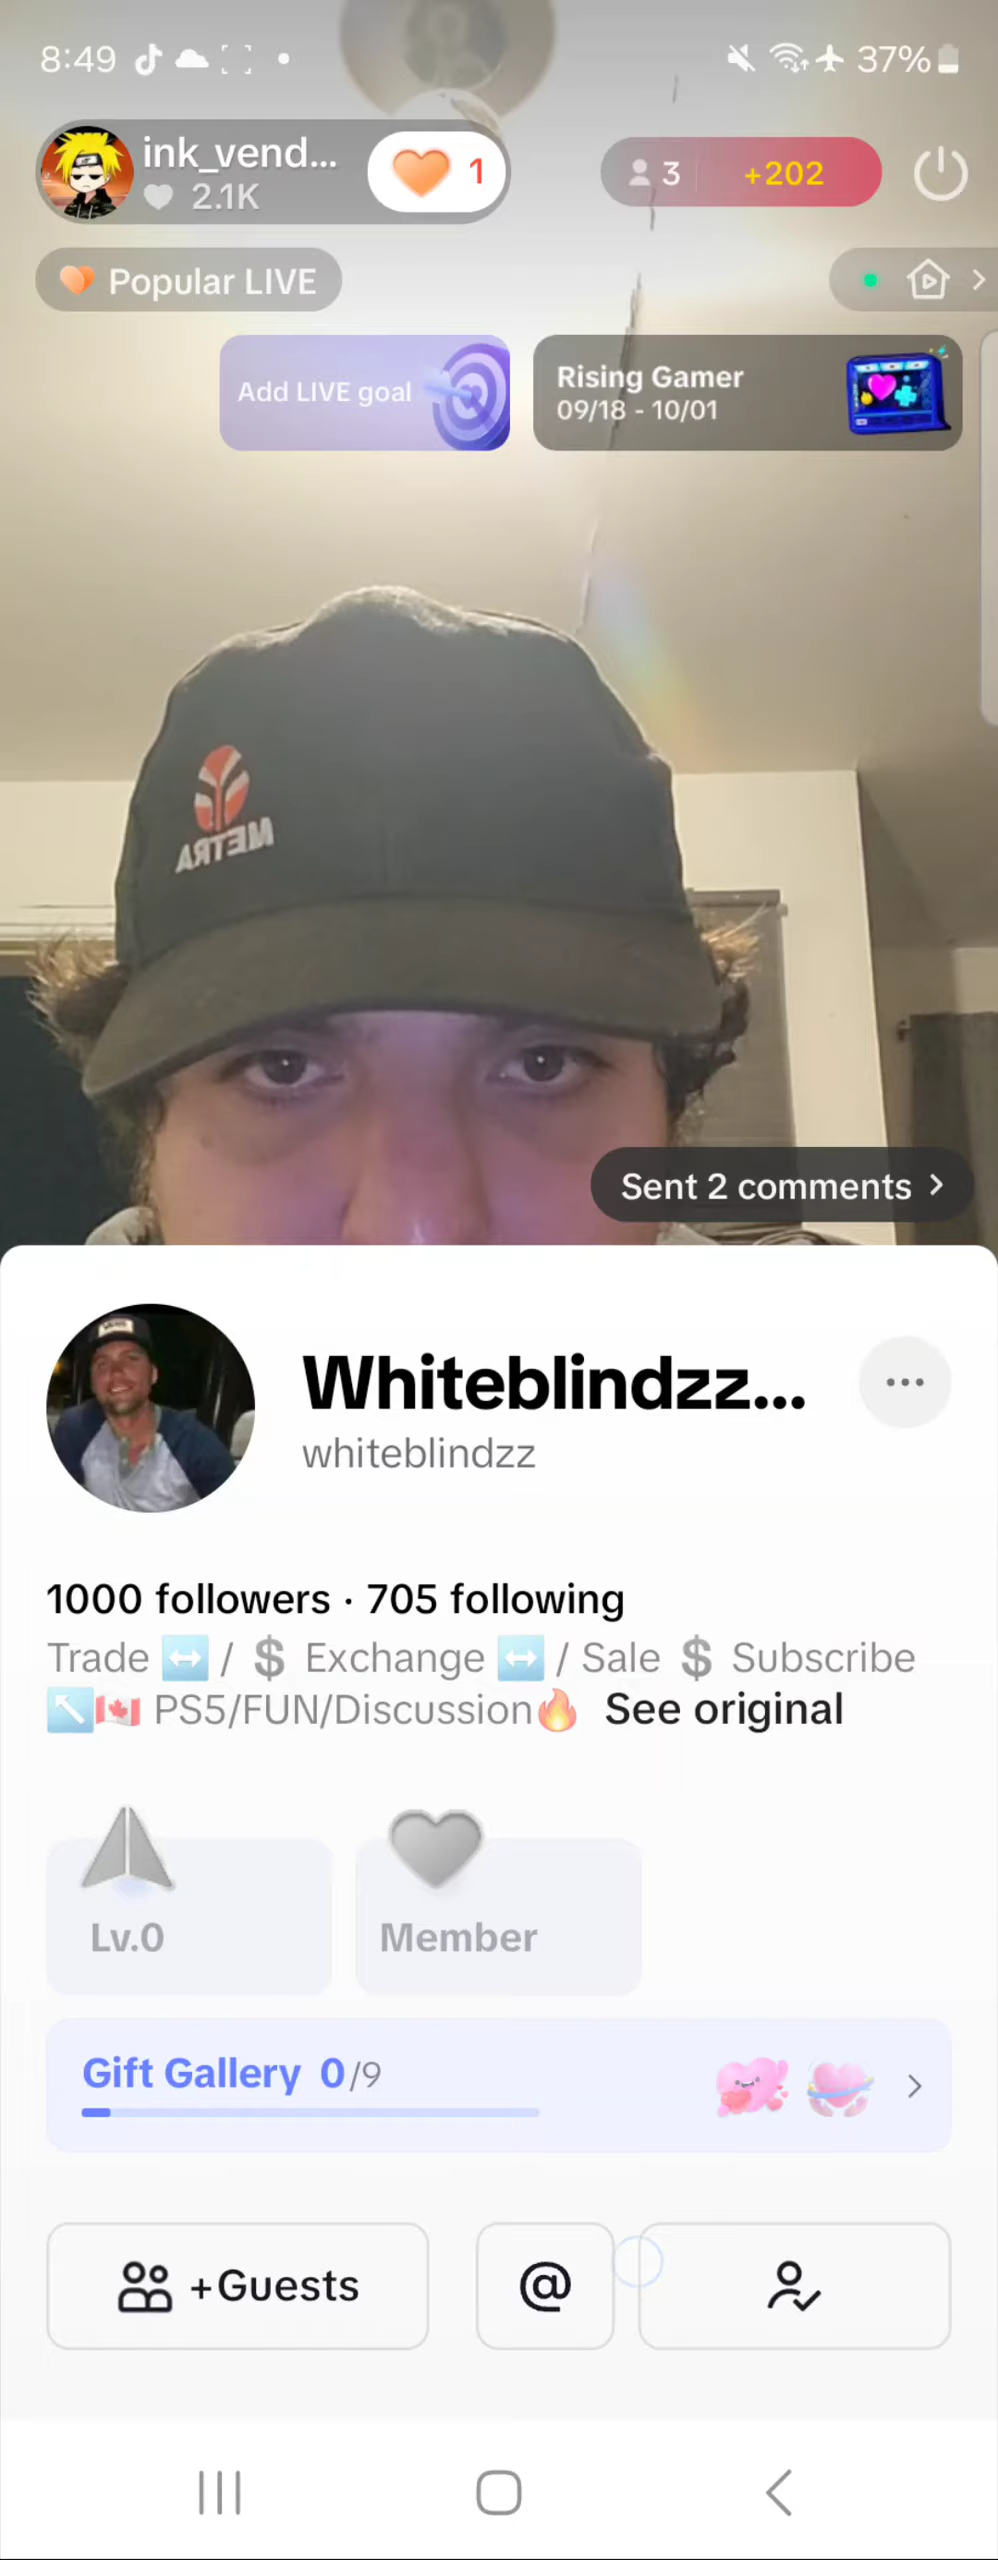 8:49
37%
ink_vend...
1
2.1K
3
+202
Popular LIVE
Add LIVE goal
Rising Gamer
09/18 - 10/01
METRA
Sent 2 comments
Whiteblindzz...
whiteblindzz
1000 followers · 705 following
Trade ↔️ / 💲 Exchange ↔️ / Sale 💲 Subscribe
↖️🇨🇦 PS5/FUN/Discussion🔥 See original
Lv.0
Member
Gift Gallery 0/9
+Guests
@